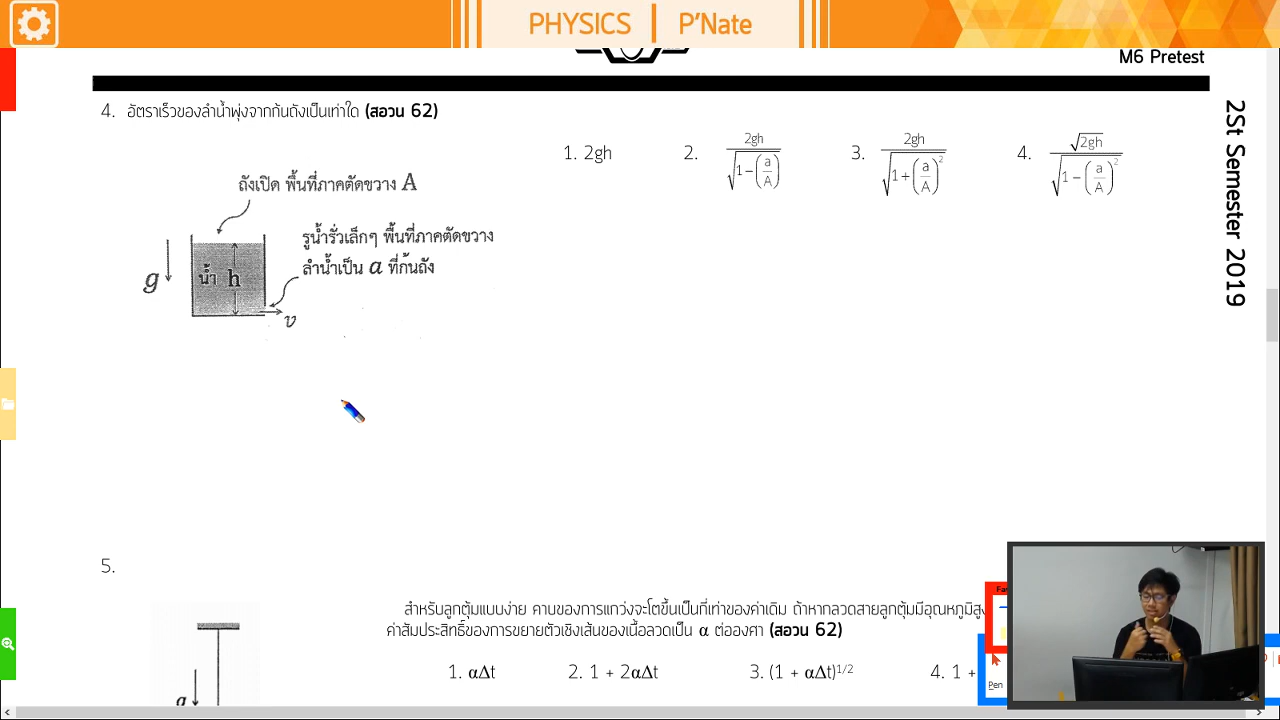 PHYSICS | P'Nate
M6 Pretest
2St Semester 2019
4. อัตราเร็วของลำน้ำพุ่งจากก้นถังเป็นเท่าใด (สอวน 62)
1. 2gh 2. 2gh/√(1−(a/A)) 3. 2gh/√(1+(a/A)²) 4. √2gh/√(1−(a/A)²)
ถังเปิด พื้นที่ภาคตัดขวาง A
รูน้ำรั่วเล็กๆ พื้นที่ภาคตัดขวาง
ลำน้ำเป็น a ที่ก้นถัง
g
น้ำ h
v
5.
สำหรับลูกตุ้มแบบง่าย คาบของการแกว่งจะโตขึ้นเป็นกี่เท่าของค่าเดิม ถ้าหากลวดสายลูกตุ้มมีอุณหภูมิสูง
ค่าสัมประสิทธิ์ของการขยายตัวเชิงเส้นของเนื้อลวดเป็น α ต่อองศา (สอวน 62)
1. αΔt 2. 1 + 2αΔt 3. (1 + αΔt)1/2 4. 1 +
g
Pen